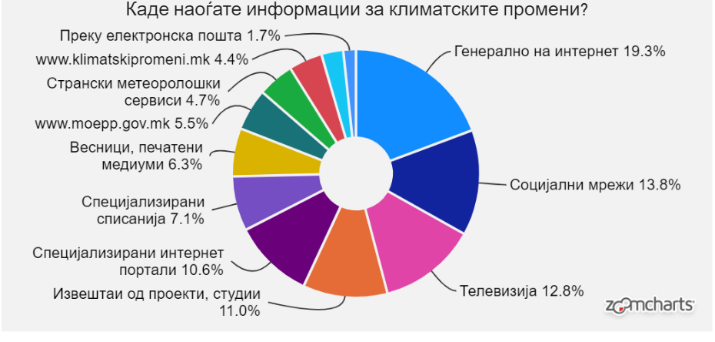 Каде наоѓате информации за климатските промени?
Преку електронска пошта 1.7%
www.klimatskipromeni.mk 4.4%
Странски метеоролошки
сервиси 4.7%
www.moepp.gov.mk 5.5%
Весници, печатени
медиуми 6.3%
Специјализирани
списанија 7.1%
Специјализирани интернет
портали 10.6%
Извештаи од проекти, студии
11.0%
Генерално на интернет 19.3%
Социјални мрежи 13.8%
Телевизија 12.8%
zoomcharts